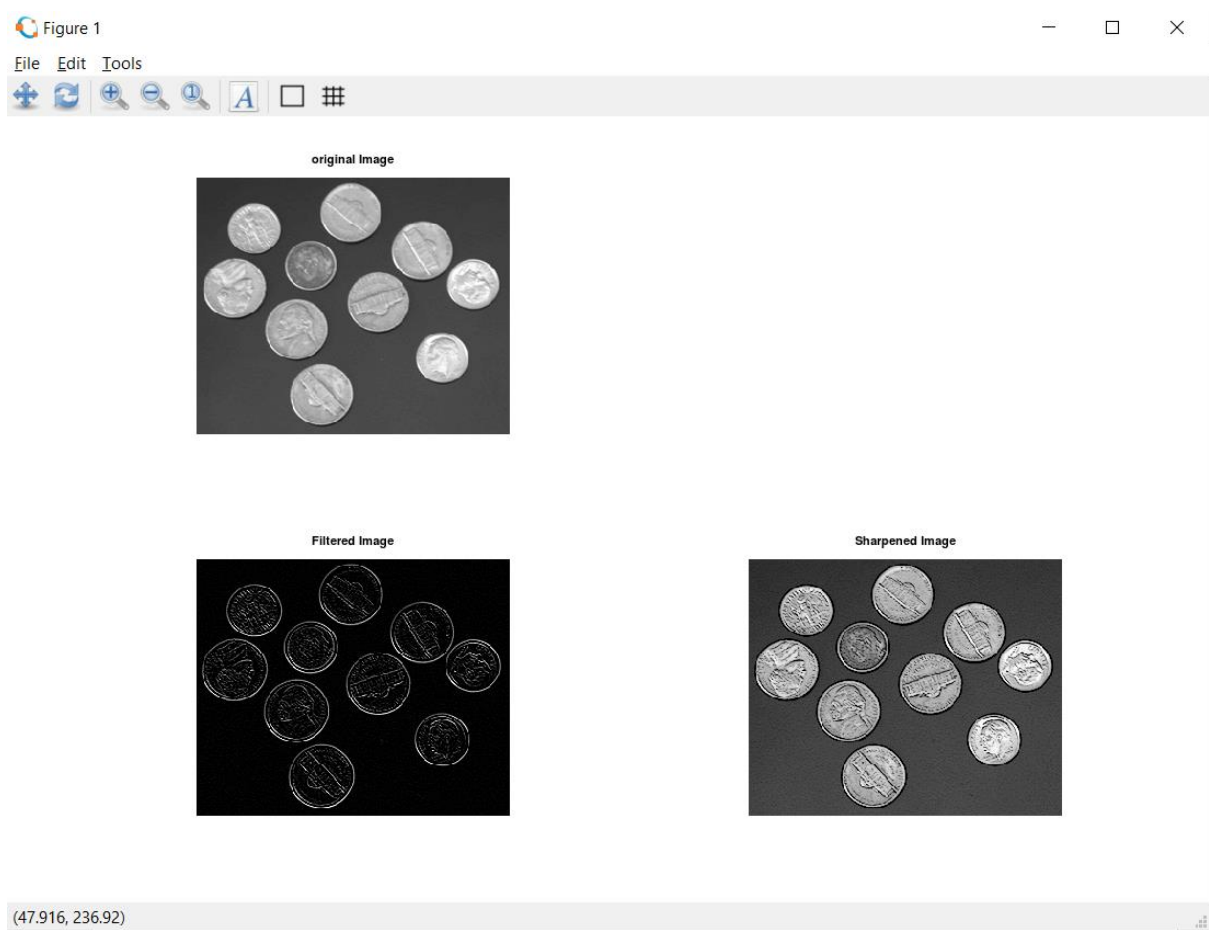 Figure 1
File Edit Tools
original Image
Filtered Image
Sharpened Image
(47.916, 236.92)